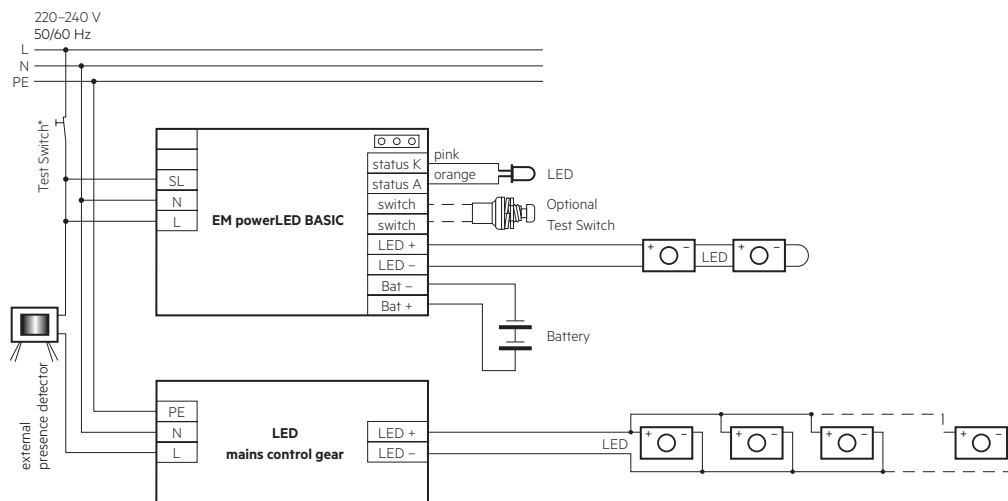 220–240 V
50/60 Hz
L
N
PE
Test Switch*
SL
N
L
EM powerLED BASIC
status K
status A
switch
switch
LED +
LED –
Bat –
Bat +
pink
orange
LED
Optional
Test Switch
+ –
LED
+ –
Battery
external
presence detector
PE
N
L
LED
mains control gear
LED +
LED –
LED
+ –
+ –
+ –
+ –